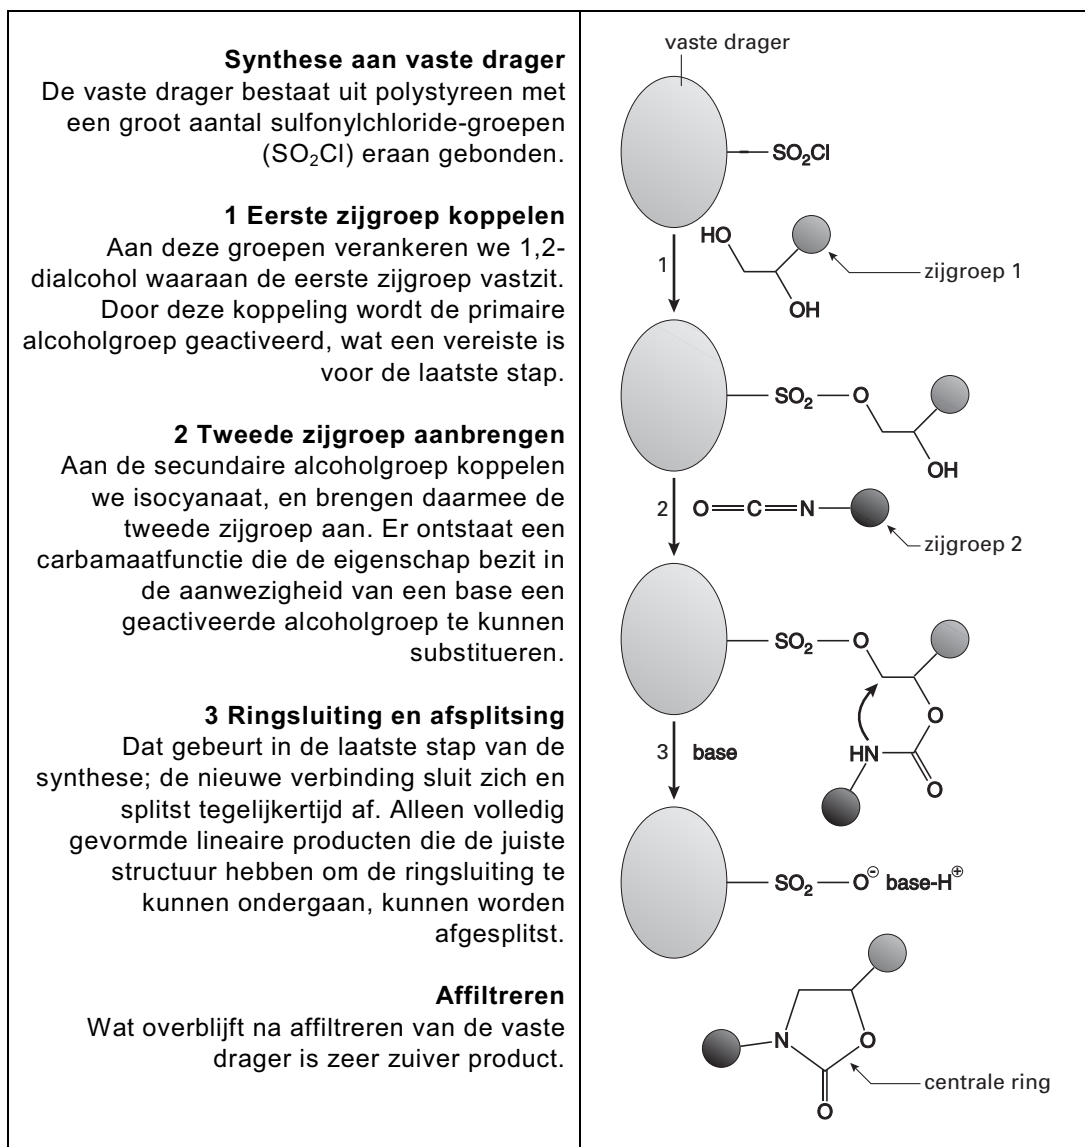 Synthese aan vaste drager
De vaste drager bestaat uit polystyreen met
een groot aantal sulfonylchloride-groepen
(SO₂Cl) eraan gebonden.
1 Eerste zijgroep koppelen
Aan deze groepen verankeren we 1,2-
dialcohol waaraan de eerste zijgroep vastzit.
Door deze koppeling wordt de primaire
alcoholgroep geactiveerd, wat een vereiste is
voor de laatste stap.
2 Tweede zijgroep aanbrengen
Aan de secundaire alcoholgroep koppelen
we isocyanaat, en brengen daarmee de
tweede zijgroep aan. Er ontstaat een
carbamaatfunctie die de eigenschap bezit in
de aanwezigheid van een base een
geactiveerde alcoholgroep te kunnen
substitueren.
3 Ringsluiting en afsplitsing
Dat gebeurt in de laatste stap van de
synthese; de nieuwe verbinding sluit zich en
splitst tegelijkertijd af. Alleen volledig
gevormde lineaire producten die de juiste
structuur hebben om de ringsluiting te
kunnen ondergaan, kunnen worden
afgesplitst.
Affiltreren
Wat overblijft na affiltreren van de vaste
drager is zeer zuiver product.
vaste drager
SO₂Cl
HO
1
zijgroep 1
OH
SO₂ O
OH
2 O C N
zijgroep 2
SO₂ O
O
3 base HN
O
SO₂ O⊖ base-H⊕
N O
centrale ring
O